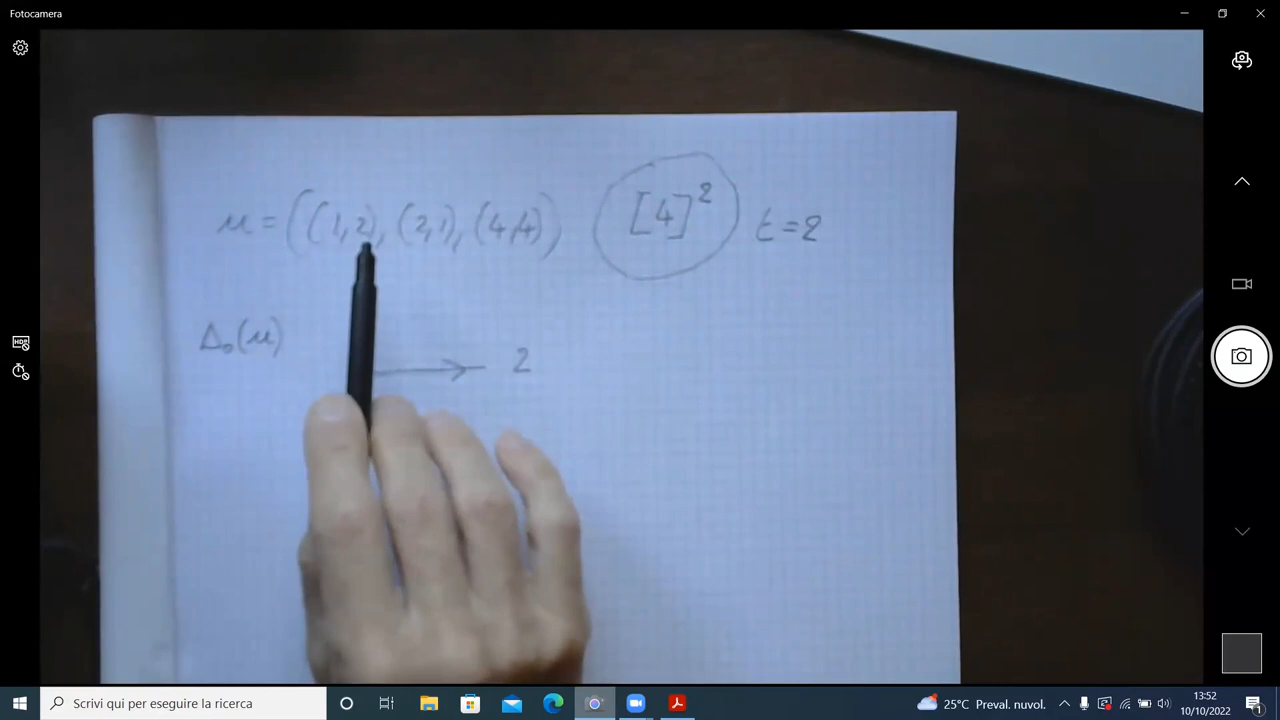 Fotocamera
u = ((1,2), (2,1), (4,4)) [4]² t = 2
Δ₀(u) → 2
Scrivi qui per eseguire la ricerca
25°C Preval. nuvol.
13:52
10/10/2022